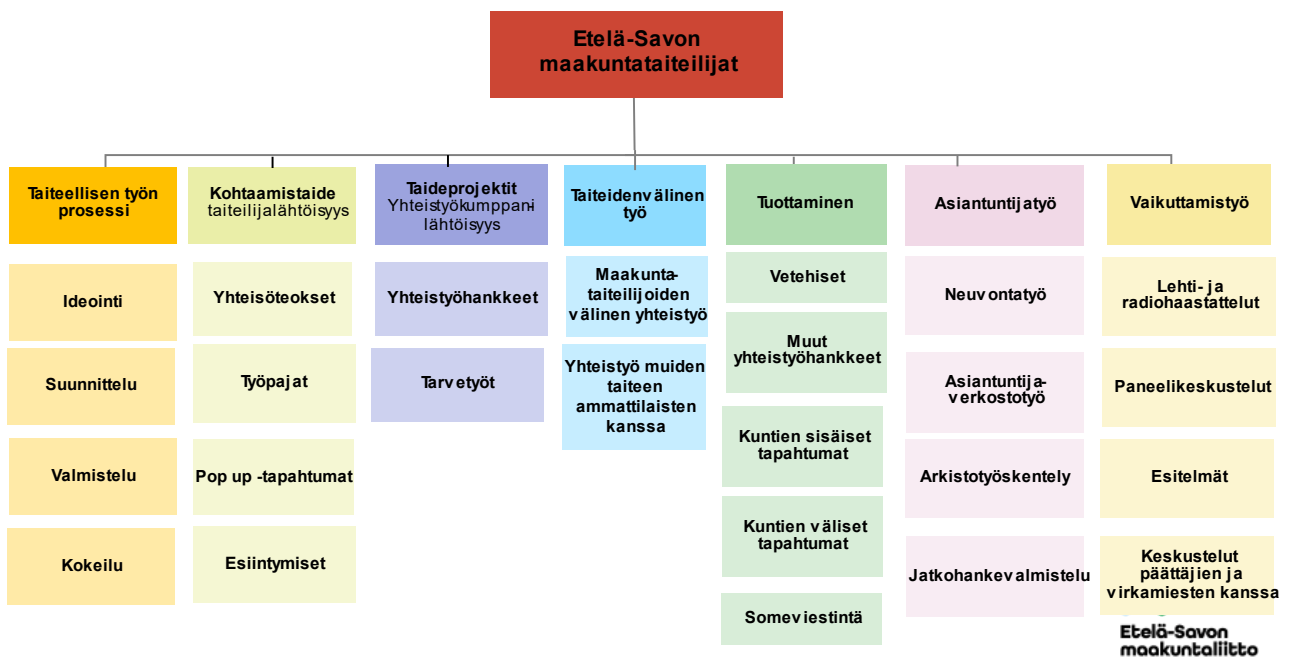 Etelä-Savon
maakuntataiteilijat
Taiteellisen työn
prosessi
Ideointi
Suunnittelu
Valmistelu
Kokeilu
Kohtaamistaide
taiteilijalähtöisyys
Yhteisöteokset
Työpajat
Pop up -tapahtumat
Esiintymiset
Taideprojektit
Yhteistyökumppani-
lähtöisyys
Yhteistyöhankkeet
Tarvetyöt
Taiteidenvälinen
työ
Maakunta-
taiteilijoiden
välinen yhteistyö
Yhteistyö muiden
taiteen
ammattilaisten
kanssa
Tuottaminen
Vetehiset
Muut
yhteistyöhankkeet
Kuntien sisäiset
tapahtumat
Kuntien väliset
tapahtumat
Someviestintä
Asiantuntijatyö
Neuvontatyö
Asiantuntija-
verkostotyö
Arkistotyöskentely
Jatkohankevalmistelu
Vaikuttamistyö
Lehti- ja
radiohaastattelut
Paneelikeskustelut
Esitelmät
Keskustelut
päättäjien ja
virkamiesten kanssa
Etelä-Savon
maakuntaliitto